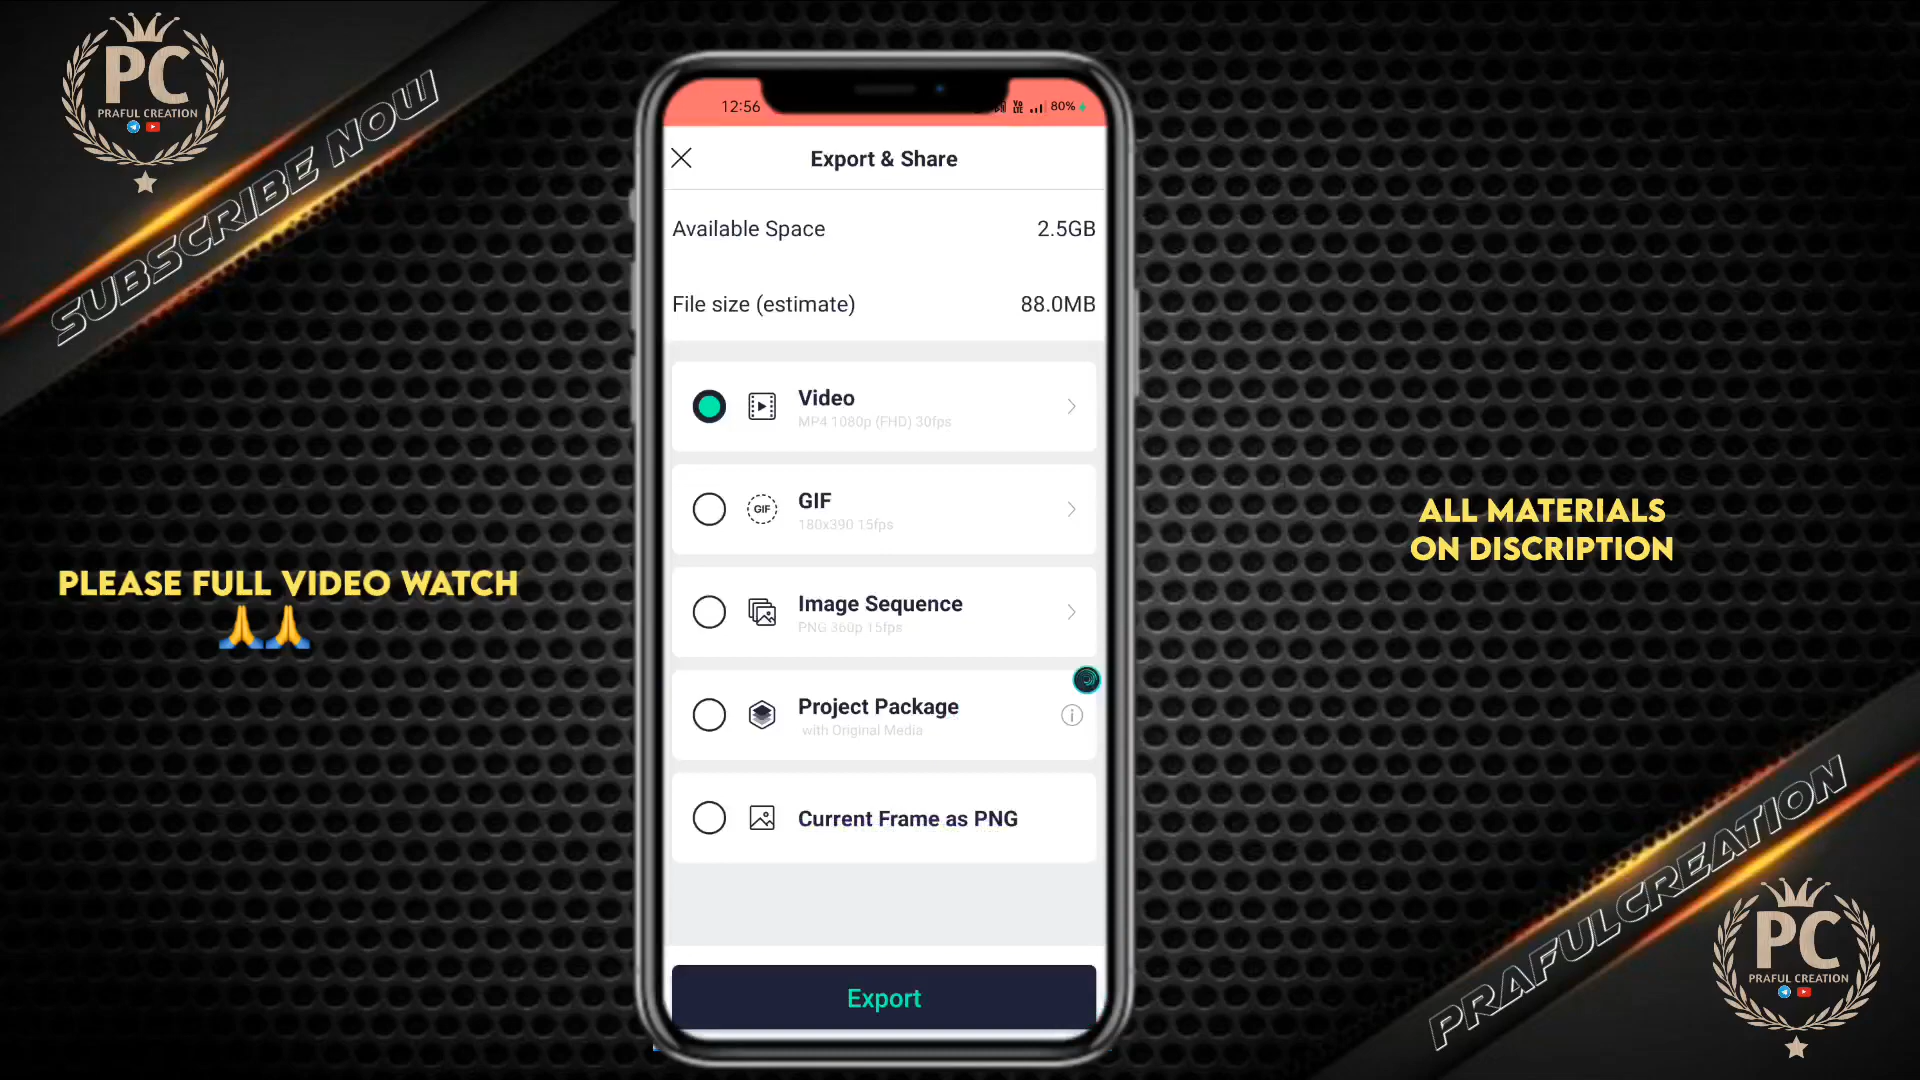 PC
PRAFUL CREATION
SUBSCRIBE NOW
12:56
Vo
LTE
80%
Export & Share
Available Space
2.5GB
File size (estimate)
88.0MB
Video
MP4 1080p (FHD) 30fps
GIF
GIF
180x390 15fps
Image Sequence
PNG 360p 15fps
Project Package
with Original Media
Current Frame as PNG
Export
PLEASE FULL VIDEO WATCH
🙏🙏
ALL MATERIALS
ON DISCRIPTION
PRAFULCREATION
PC
PRAFUL CREATION